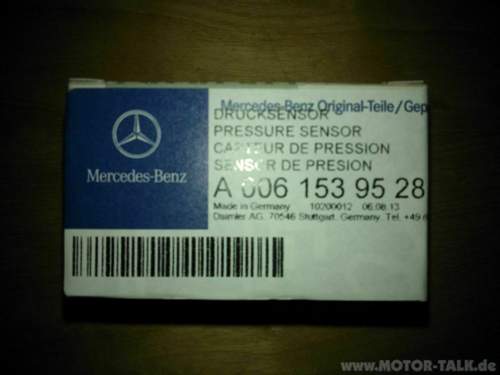 Mercedes-Benz
Mercedes-Benz Original-Teile/Gep
DRUCKSENSOR
PRESSURE SENSOR
CAPTEUR DE PRESSION
SENSOR DE PRESION
A 006 153 95 28
Made in Germany 10200012 06.08.13
Daimler AG, 70546 Stuttgart, Germany, Tel. +49
www.MOTOR-TALK.de